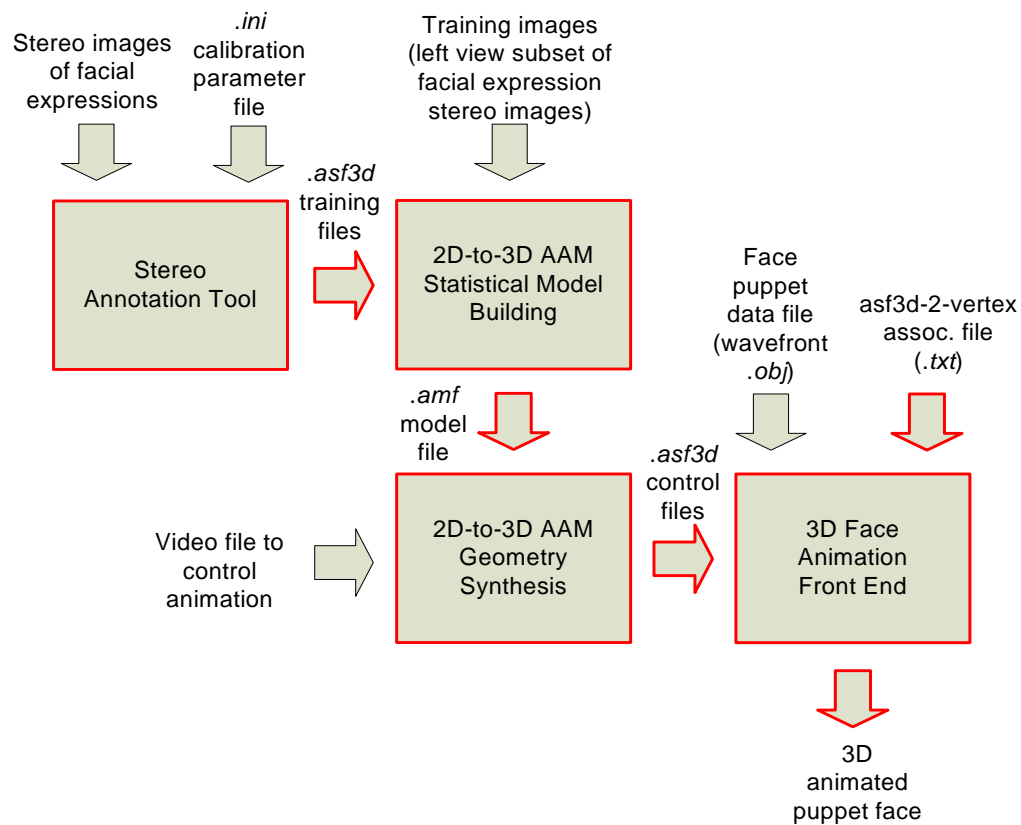 Stereo images
of facial
expressions
.ini
calibration
parameter
file
Training images
(left view subset of
facial expression
stereo images)
Stereo
Annotation Tool
.asf3d
training
files
2D-to-3D AAM
Statistical Model
Building
Face
puppet
data file
(wavefront
.obj)
asf3d-2-vertex
assoc. file
(.txt)
.amf
model
file
Video file to
control
animation
2D-to-3D AAM
Geometry
Synthesis
.asf3d
control
files
3D Face
Animation
Front End
3D
animated
puppet face